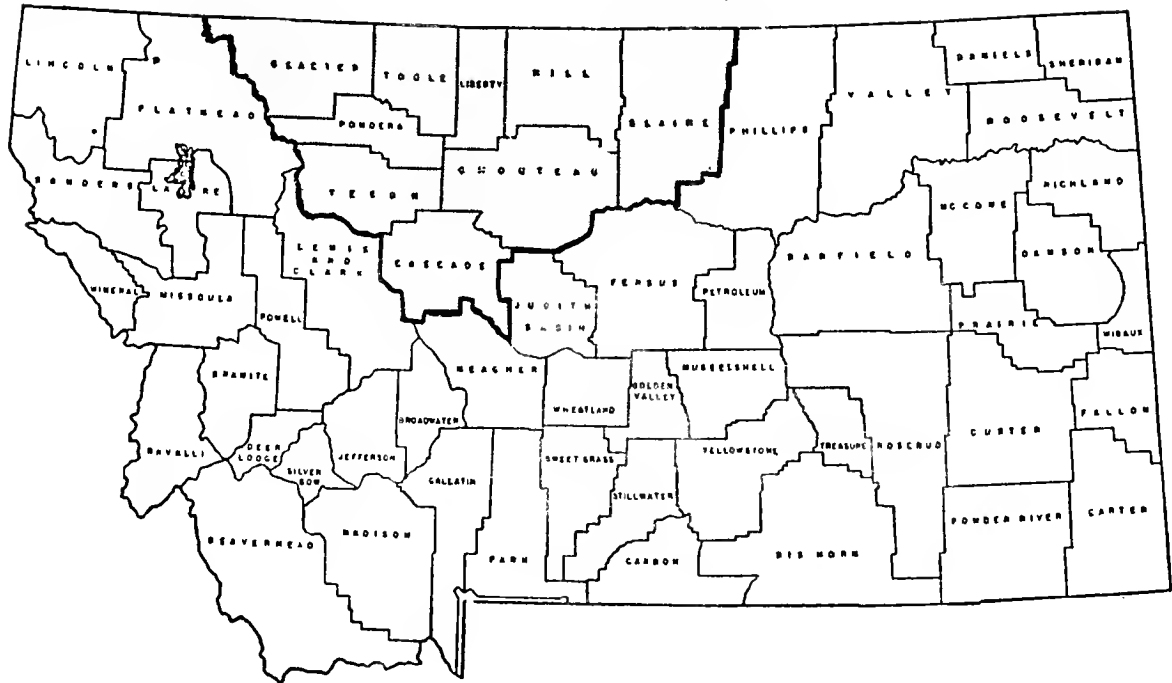 LINCOLN
FLATHEAD
GLACIER
TOOLE
LIBERTY
HILL
BLAINE
PHILLIPS
VALLEY
DANIELS
SHERIDAN
ROOSEVELT
PONDERA
CHOUTEAU
TETON
SANDERS
LAKE
LEWIS
AND
CLARK
CASCADE
JUDITH
BASIN
FERGUS
PETROLEUM
GARFIELD
MC CONE
RICHLAND
DAWSON
PRAIRIE
WIBAUX
MINERAL
MISSOULA
POWELL
GRANITE
MEAGHER
BROADWATER
WHEATLAND
GOLDEN
VALLEY
MUSSELSHELL
RAVALLI
DEER
LODGE
SILVER
BOW
JEFFERSON
GALLATIN
SWEET GRASS
STILLWATER
YELLOWSTONE
TREASURE
ROSEBUD
CUSTER
FALLON
BEAVERHEAD
MADISON
PARK
CARBON
BIG HORN
POWDER RIVER
CARTER